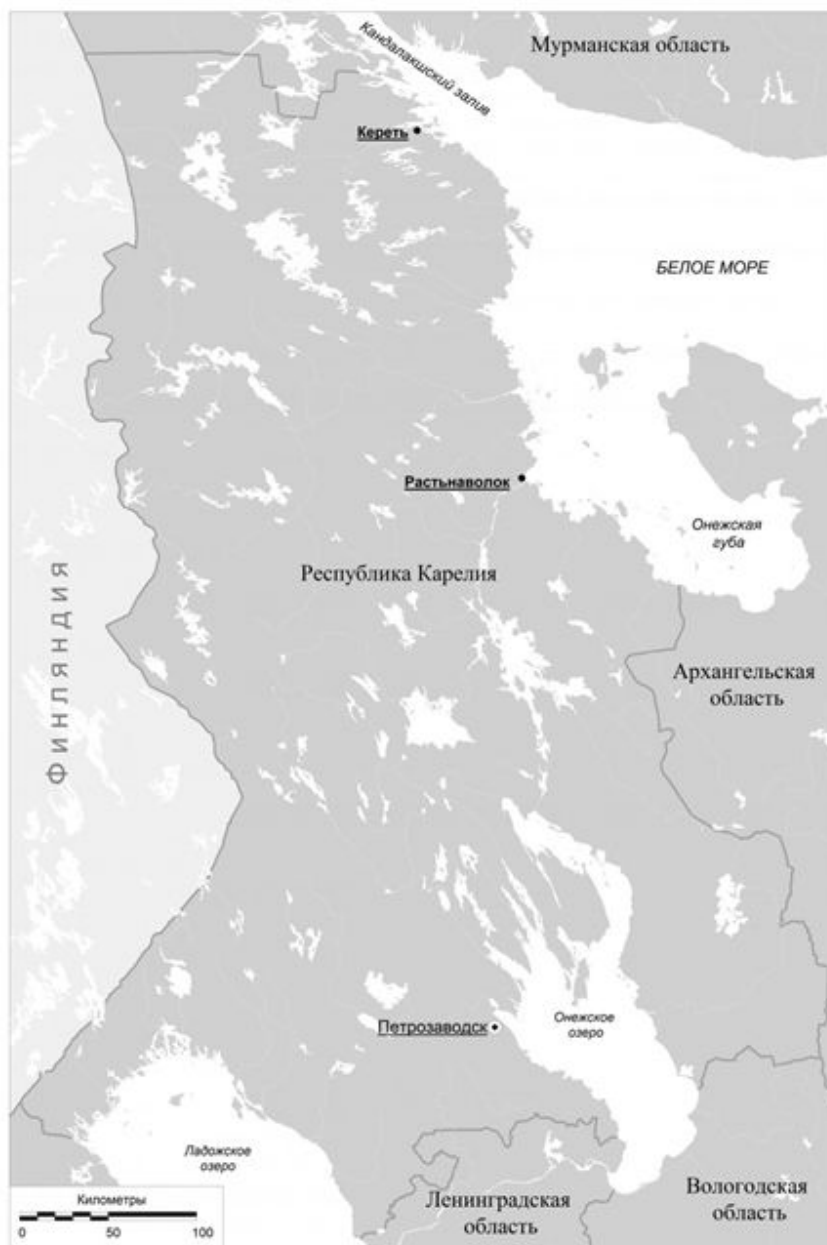 Мурманская область
Кандалакшский залив
Кереть
БЕЛОЕ МОРЕ
Растьнаволок
Онежская
губа
Республика Карелия
ФИНЛЯНДИЯ
Архангельская
область
Петрозаводск
Онежское
озеро
Ладожское
озеро
Вологодская
область
Ленинградская
область
Километры
0 50 100